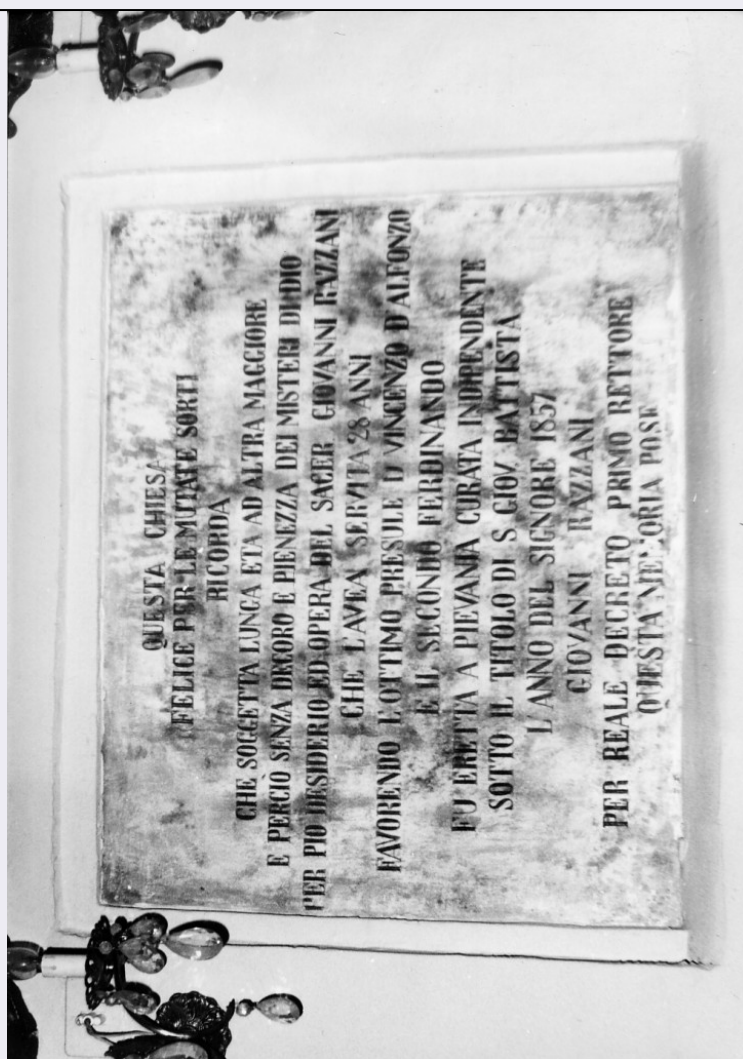 QUESTA CHIESA
FELICE PER LE MUTATE SORTI
RICORDA
CHE SOGGETTA LUNGA ETA AD ALTRA MAGGIORE
E PERCIÒ SENZA DECORO E PIENEZZA DEI MISTERI DI DIO
PER PIO DESIDERIO ED OPERA DEL SACER GIOVANNI RAZZANI
CHE L'AVEA SERVITA 28 ANNI
FAVORENDO L'OTTIMO PRESULE D VINCENZO D ALFONZO
E IL SECONDO FERDINANDO
FU ERETTA A PIEVANIA CURATA INDIPENDENTE
SOTTO IL TITOLO DI S GIOV BATTISTA
L'ANNO DEL SIGNORE 1857
GIOVANNI RAZZANI
PER REALE DECRETO PRIMO RETTORE
QUESTA MEMORIA POSE